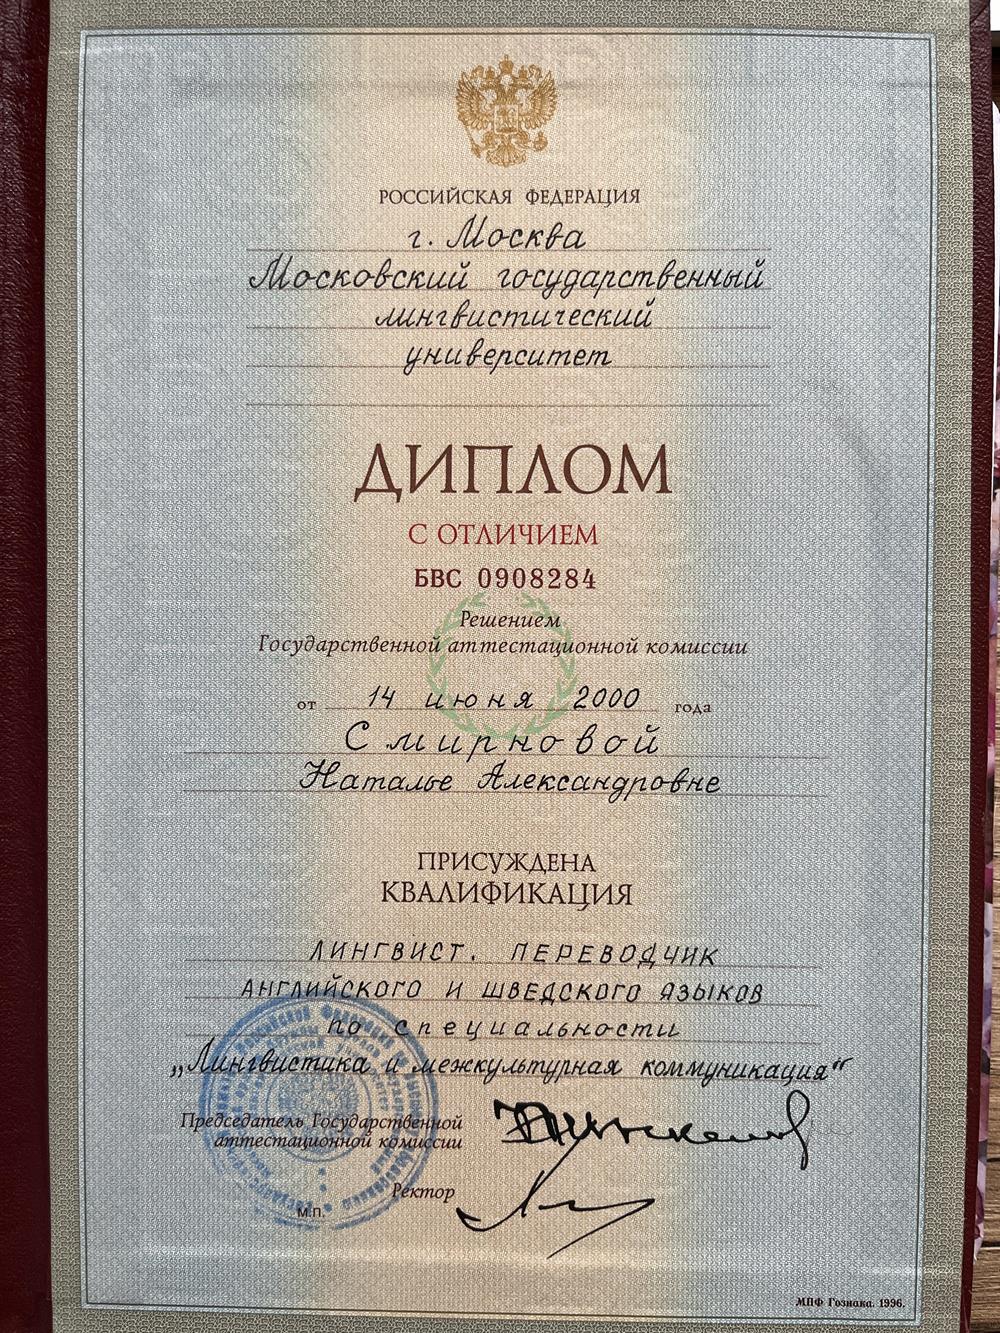 РОССИЙСКАЯ ФЕДЕРАЦИЯ
г. Москва
Московский государственный
лингвистический
университет
ДИПЛОМ
С ОТЛИЧИЕМ
БВС 0908284
Решением
Государственной аттестационной комиссии
от 14 июня 2000 года
Смирновой
Наталье Александровне
ПРИСУЖДЕНА
КВАЛИФИКАЦИЯ
ЛИНГВИСТ. ПЕРЕВОДЧИК
АНГЛИЙСКОГО И ШВЕДСКОГО ЯЗЫКОВ
по специальности
„Лингвистика и межкультурная коммуникация“
Председатель Государственной
аттестационной комиссии
Ректор
М.П.
МПФ Гознака. 1996.